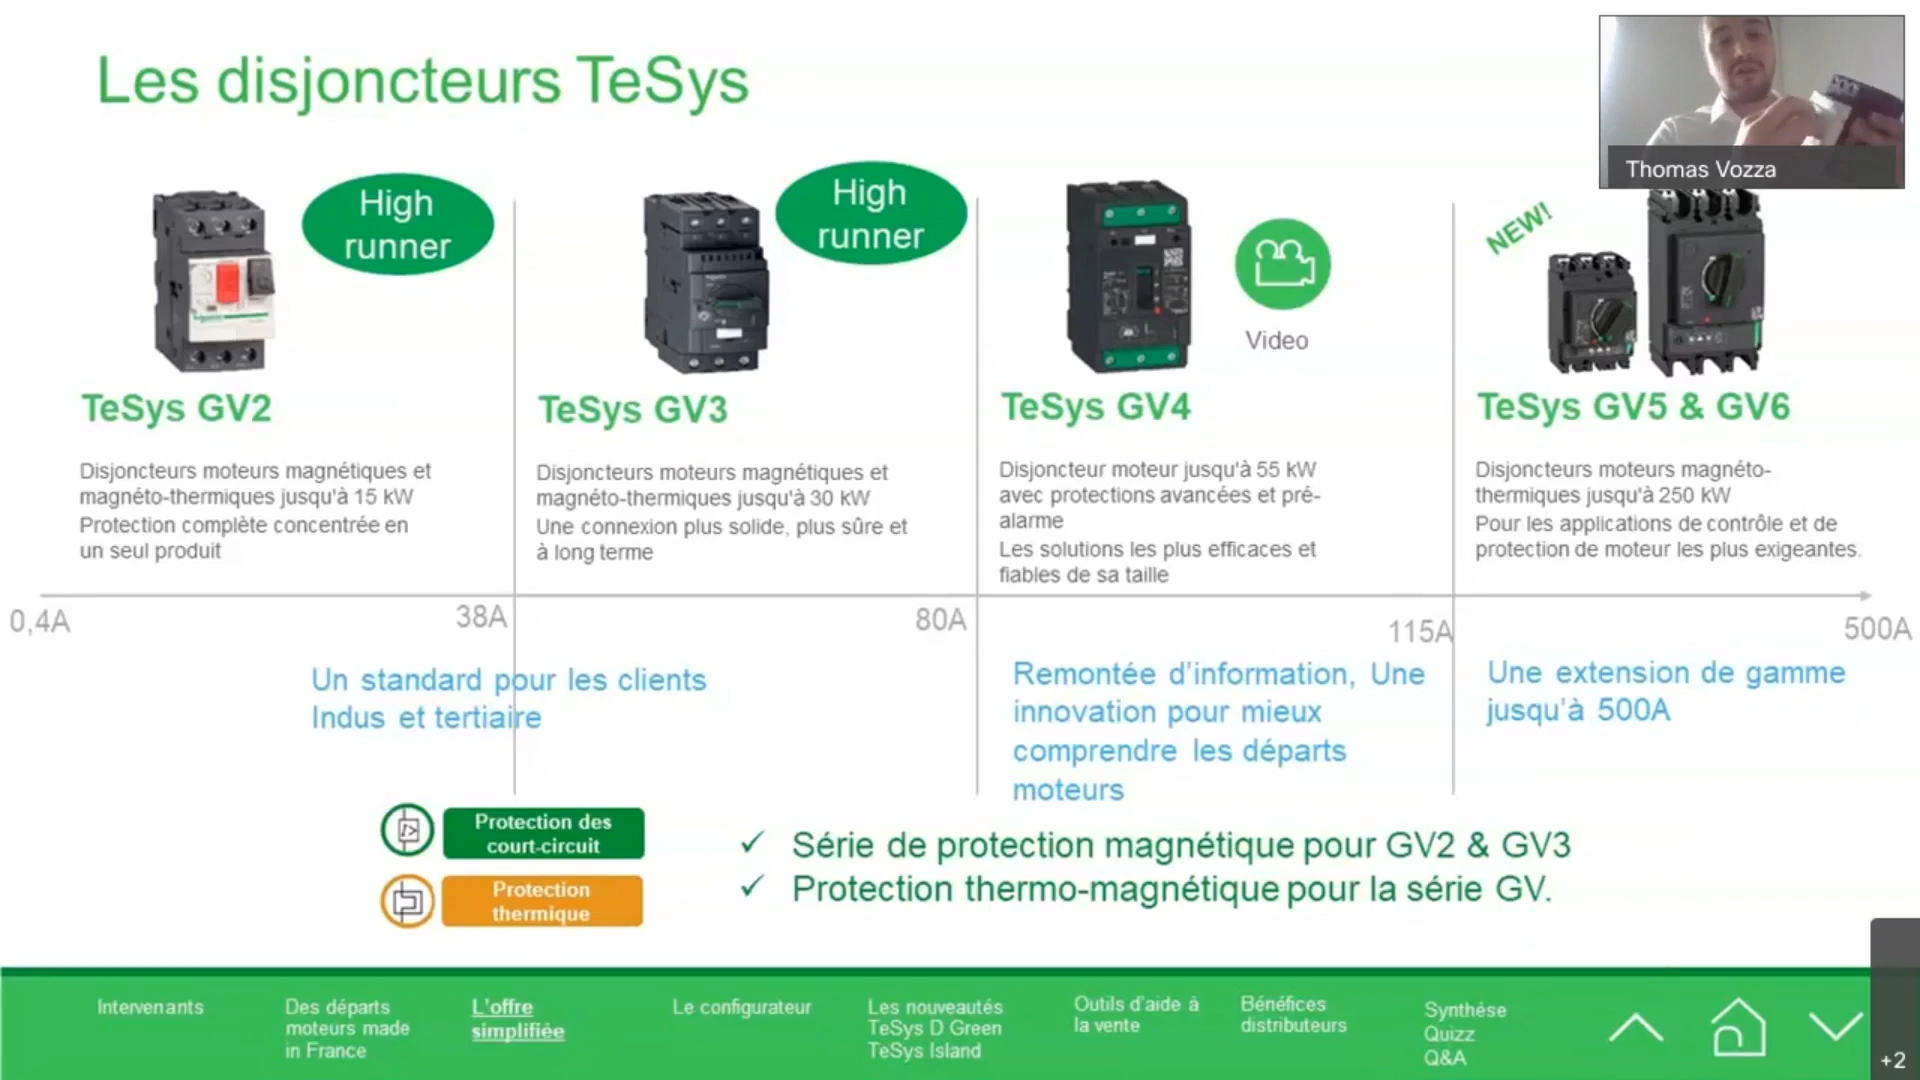 Les disjoncteurs TeSys
Thomas Vozza
High
runner
High
runner
NEW!
Video
TeSys GV2
TeSys GV3
TeSys GV4
TeSys GV5 & GV6
Disjoncteurs moteurs magnétiques et
magnéto-thermiques jusqu'à 15 kW
Protection complète concentrée en
un seul produit
Disjoncteurs moteurs magnétiques et
magnéto-thermiques jusqu'à 30 kW
Une connexion plus solide, plus sûre et
à long terme
Disjoncteur moteur jusqu'à 55 kW
avec protections avancées et pré-
alarme
Les solutions les plus efficaces et
fiables de sa taille
Disjoncteurs moteurs magnéto-
thermiques jusqu'à 250 kW
Pour les applications de contrôle et de
protection de moteur les plus exigeantes.
0,4A
38A
80A
115A
500A
Un standard pour les clients
Indus et tertiaire
Remontée d'information, Une
innovation pour mieux
comprendre les départs
moteurs
Une extension de gamme
jusqu'à 500A
Protection des
court-circuit
Protection
thermique
✓ Série de protection magnétique pour GV2 & GV3
✓ Protection thermo-magnétique pour la série GV.
Intervenants
Des départs
moteurs made
in France
L'offre
simplifiée
Le configurateur
Les nouveautés
TeSys D Green
TeSys Island
Outils d'aide à
la vente
Bénéfices
distributeurs
Synthèse
Quizz
Q&A
+2